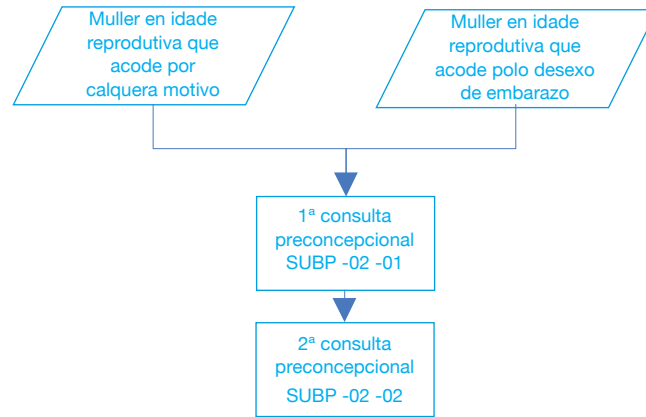 Muller en idade
reprodutiva que
acode por
calquera motivo
Muller en idade
reprodutiva que
acode polo desexo
de embarazo
1ª consulta
preconcepcional
SUBP -02 -01
2ª consulta
preconcepcional
SUBP -02 -02